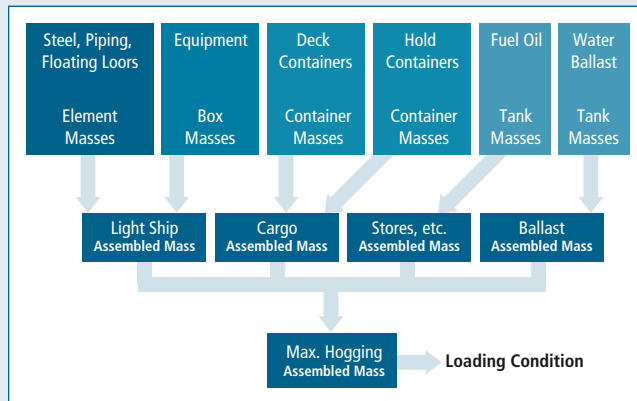 Steel, Piping,
Floating Loors
Element
Masses
Equipment
Box
Masses
Deck
Containers
Container
Masses
Hold
Containers
Container
Masses
Fuel Oil
Tank
Masses
Water
Ballast
Tank
Masses
Light Ship
Assembled Mass
Cargo
Assembled Mass
Stores, etc.
Assembled Mass
Ballast
Assembled Mass
Max. Hogging
Assembled Mass
Loading Condition